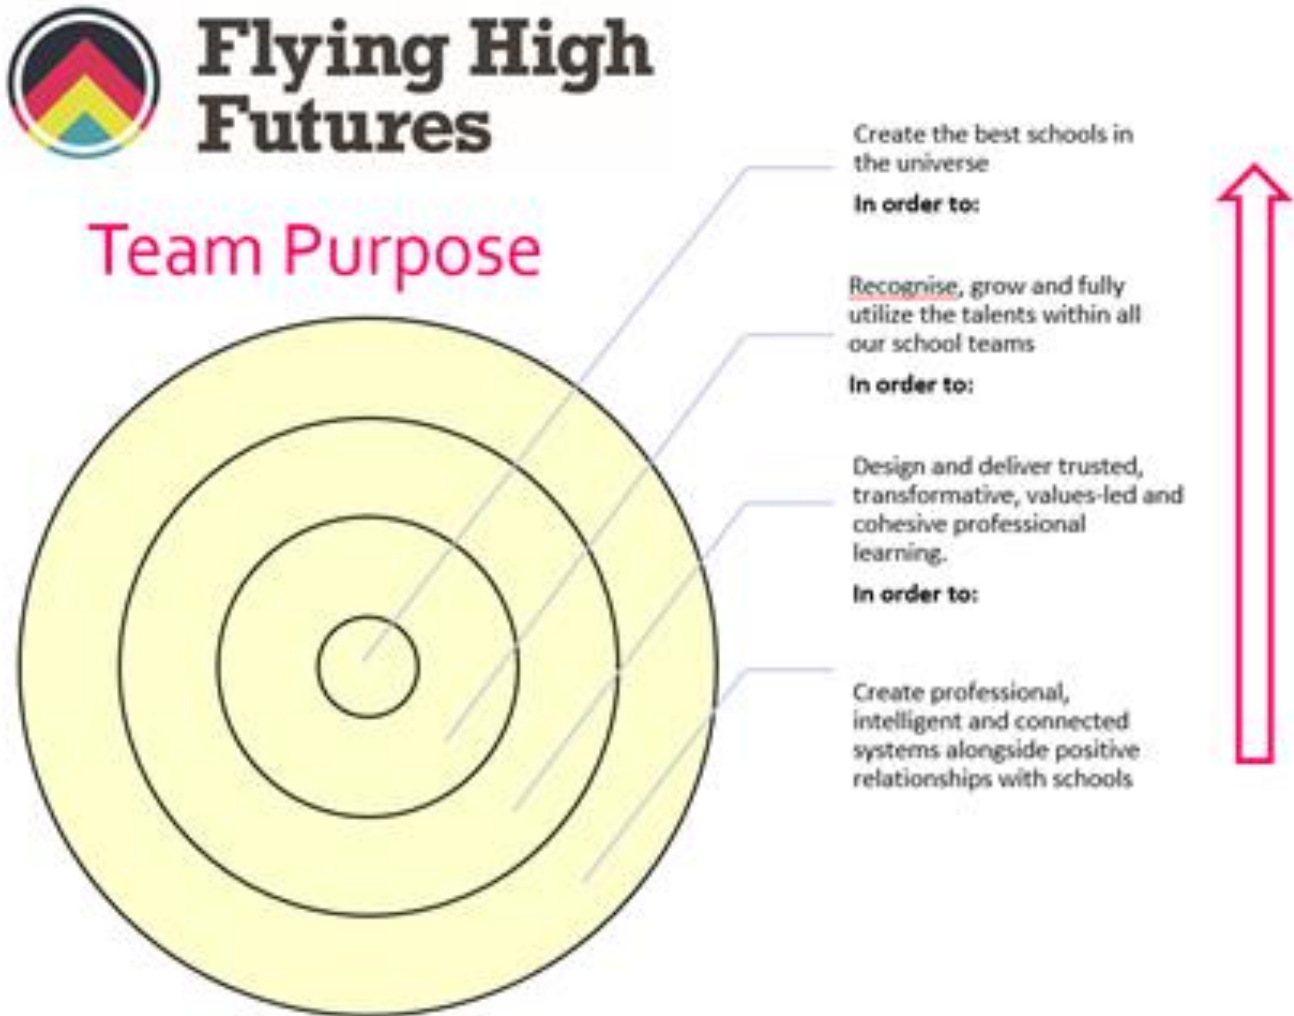 Flying High
Futures
Team Purpose
Create the best schools in
the universe
In order to:
Recognise, grow and fully
utilize the talents within all
our school teams
In order to:
Design and deliver trusted,
transformative, values-led and
cohesive professional
learning.
In order to:
Create professional,
intelligent and connected
systems alongside positive
relationships with schools